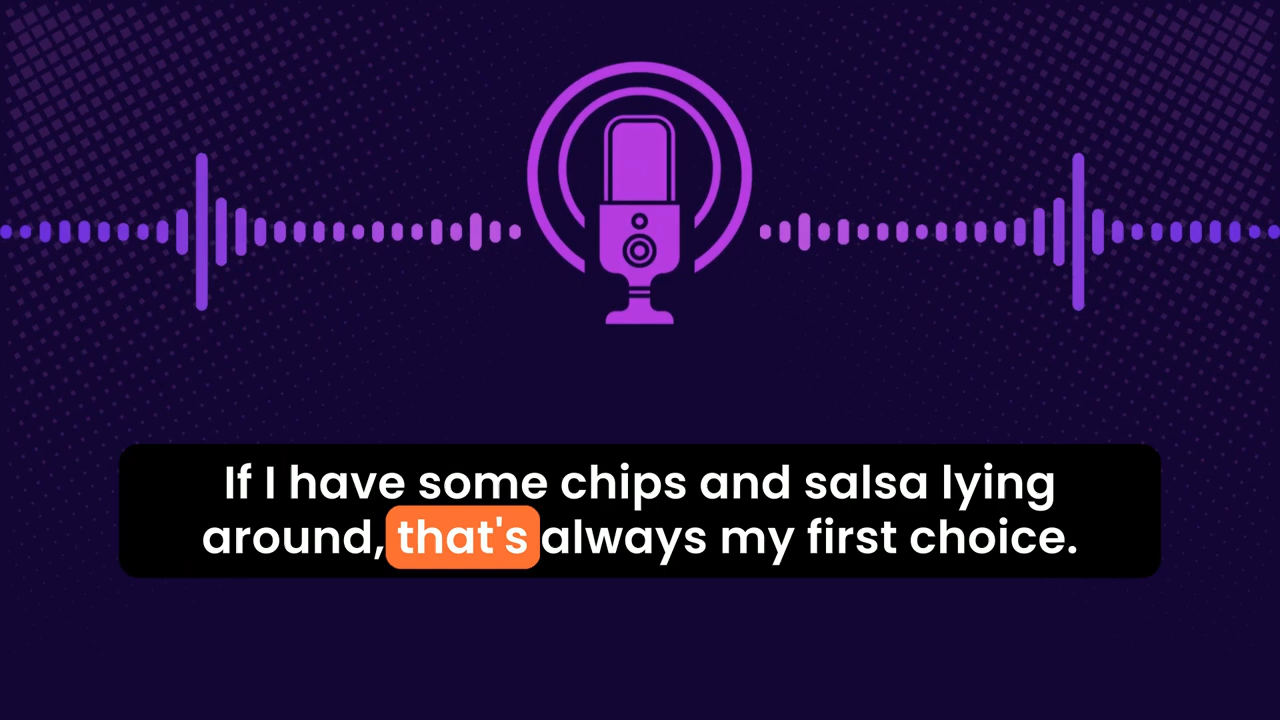 If I have some chips and salsa lying
around, that's always my first choice.